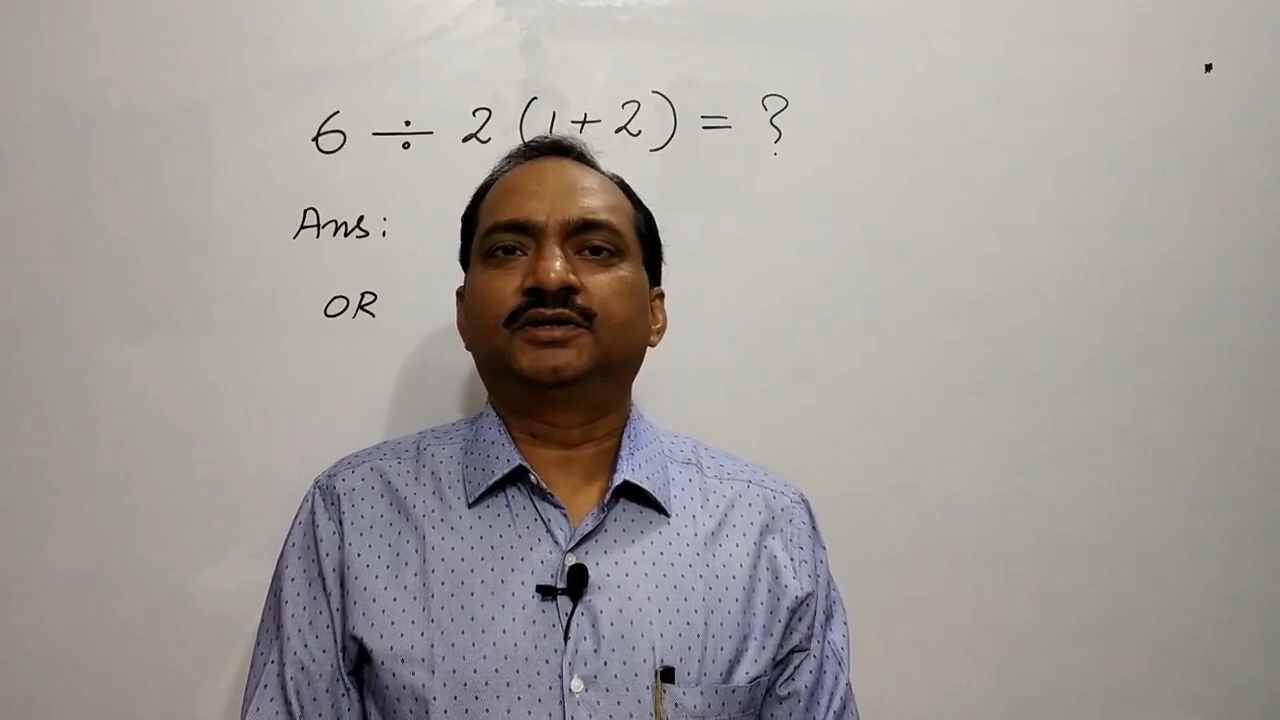 6 ÷ 2 (1+2) = ?
Ans:
OR